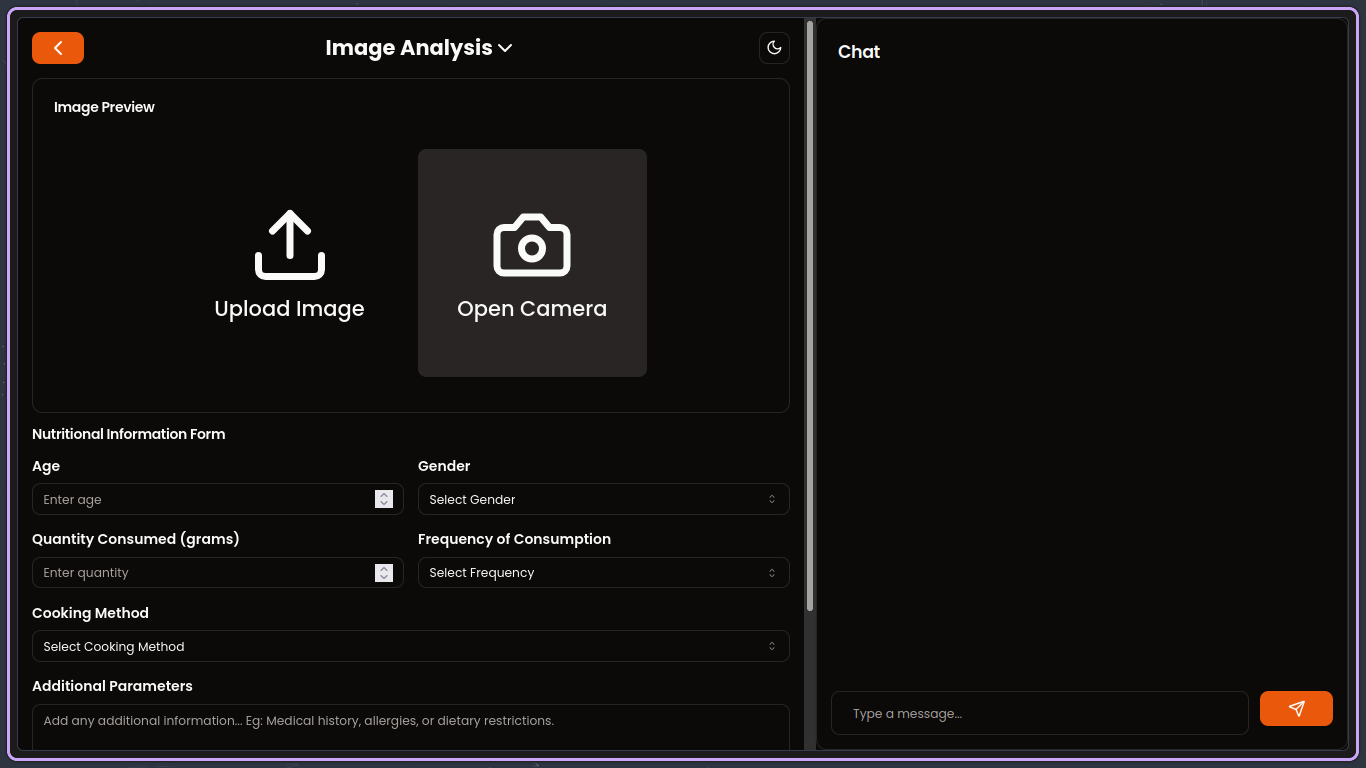 Image Analysis
Image Preview
Upload Image
Open Camera
Nutritional Information Form
Age
Gender
Enter age
Select Gender
Quantity Consumed (grams)
Frequency of Consumption
Enter quantity
Select Frequency
Cooking Method
Select Cooking Method
Additional Parameters
Add any additional information... Eg: Medical history, allergies, or dietary restrictions.
Chat
Type a message...